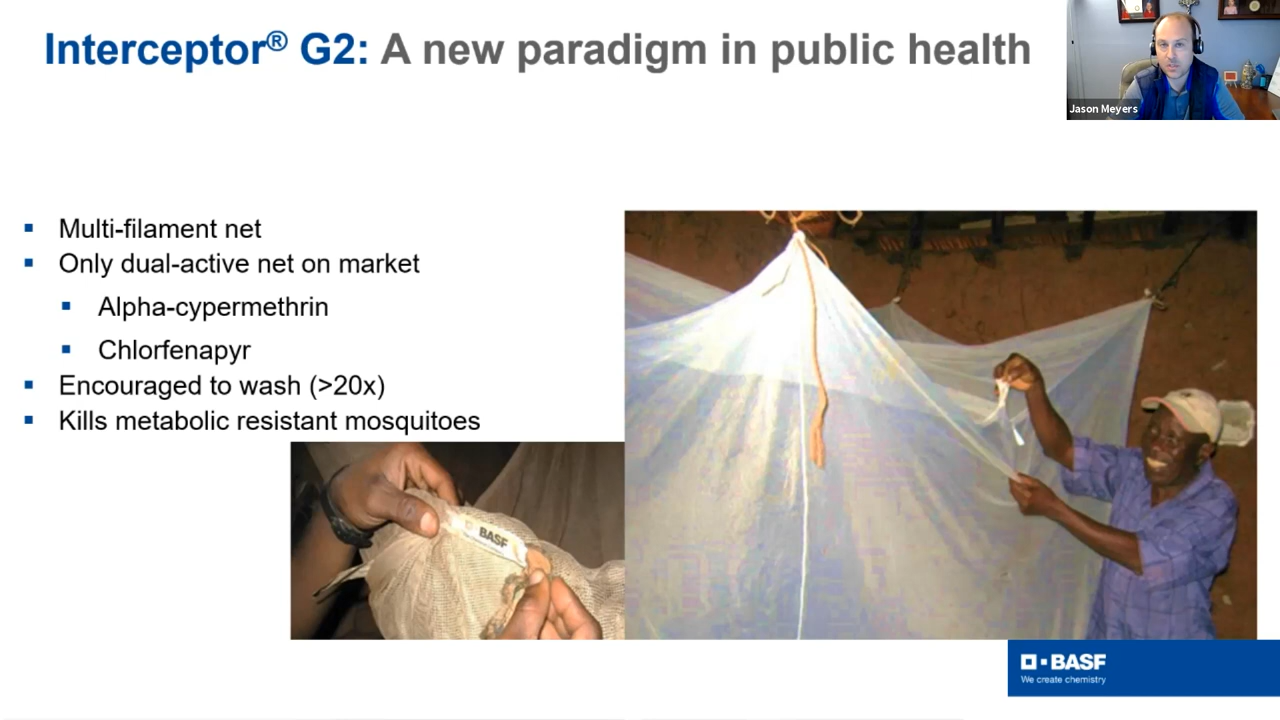 Interceptor® G2: A new paradigm in public health
Jason Meyers
Multi-filament net
Only dual-active net on market
Alpha-cypermethrin
Chlorfenapyr
Encouraged to wash (>20x)
Kills metabolic resistant mosquitoes
BASF
BASF
We create chemistry